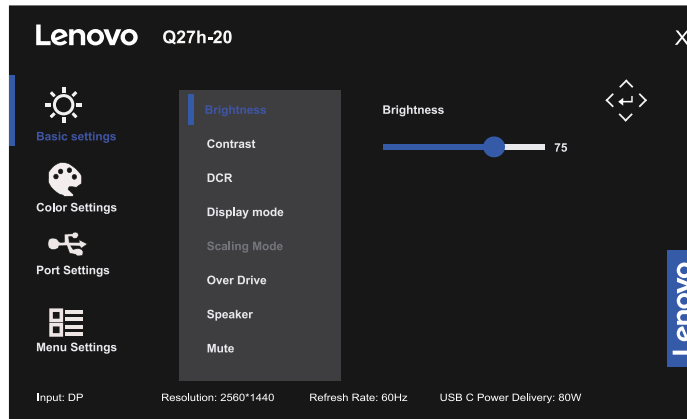 Lenovo Q27h-20 X
Basic settings
Color Settings
Port Settings
Menu Settings
Brightness
Contrast
DCR
Display mode
Scaling Mode
Over Drive
Speaker
Mute
Brightness
75
Lenovo
Input: DP Resolution: 2560*1440 Refresh Rate: 60Hz USB C Power Delivery: 80W